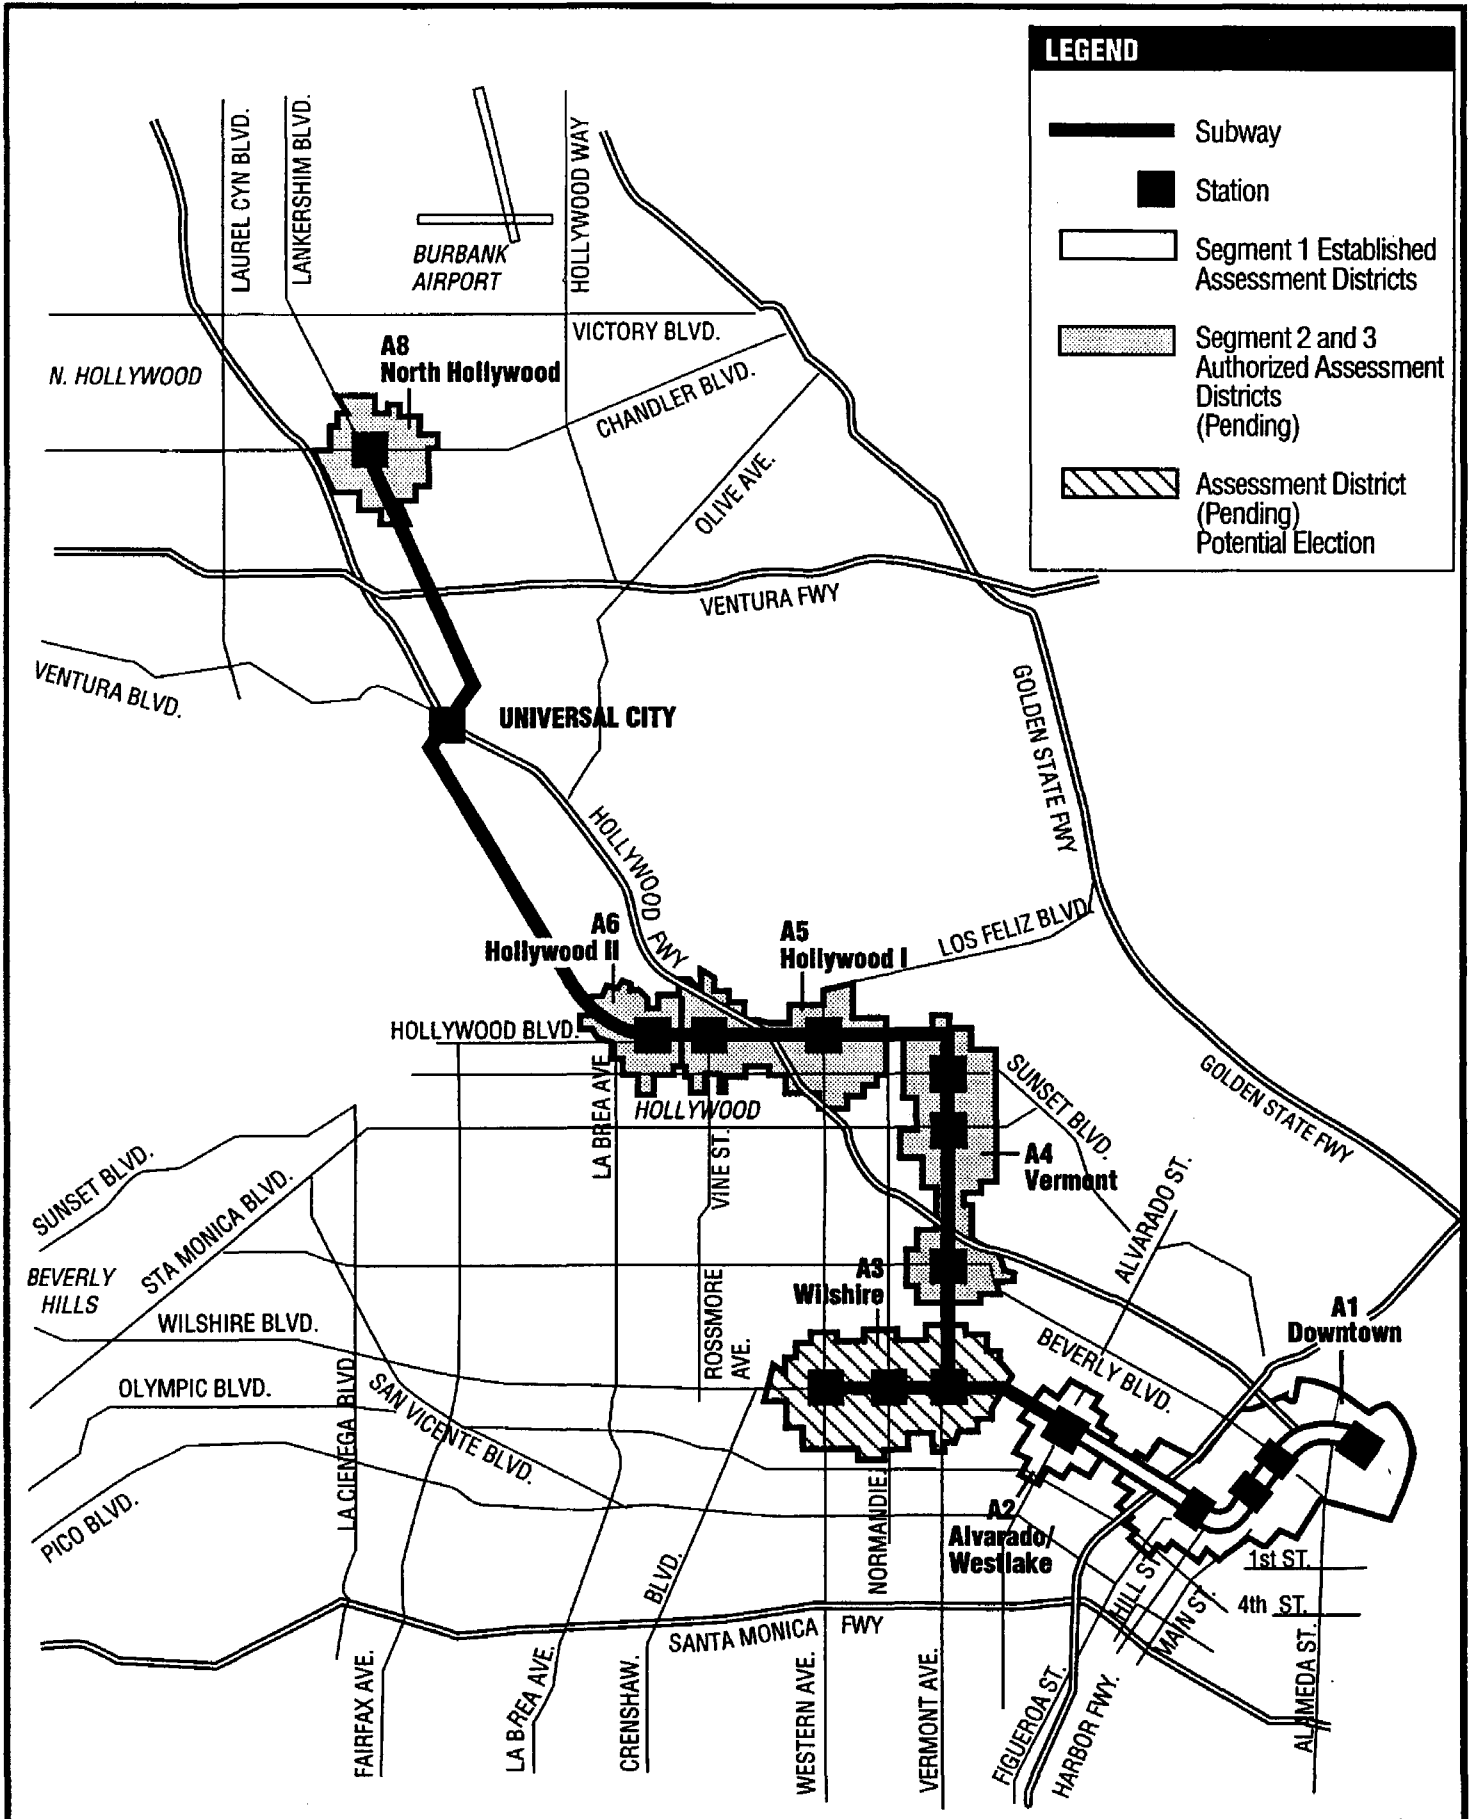 LEGEND
Subway
Station
Segment 1 Established
Assessment Districts
Segment 2 and 3
Authorized Assessment
Districts
(Pending)
Assessment District
(Pending)
Potential Election
LAUREL CYN BLVD.
LANKERSHIM BLVD.
HOLLYWOOD WAY
BURBANK
AIRPORT
VICTORY BLVD.
A8
North Hollywood
N. HOLLYWOOD
CHANDLER BLVD.
OLIVE AVE.
VENTURA FWY
VENTURA BLVD.
UNIVERSAL CITY
GOLDEN STATE FWY
HOLLYWOOD FWY
A6
Hollywood II
A5
Hollywood I
LOS FELIZ BLVD.
HOLLYWOOD BLVD.
LA BREA AVE
HOLLYWOOD
VINE ST.
SUNSET BLVD.
GOLDEN STATE FWY
A4
Vermont
ALVARADO ST.
SUNSET BLVD.
STA MONICA BLVD.
BEVERLY
HILLS
WILSHIRE BLVD.
ROSSMORE
AVE.
A3
Wilshire
A1
Downtown
BEVERLY BLVD.
OLYMPIC BLVD.
LA CIENEGA BLVD
SAN VICENTE BLVD.
PICO BLVD.
NORMANDIE
A2
Alvarado/
Westlake
1st ST.
4th ST.
HILL ST.
MAIN ST.
SANTA MONICA FWY
FAIRFAX AVE.
LA BREA AVE.
CRENSHAW.
BLVD.
WESTERN AVE.
VERMONT AVE.
FIGUEROA ST.
HARBOR FWY.
ALAMEDA ST.